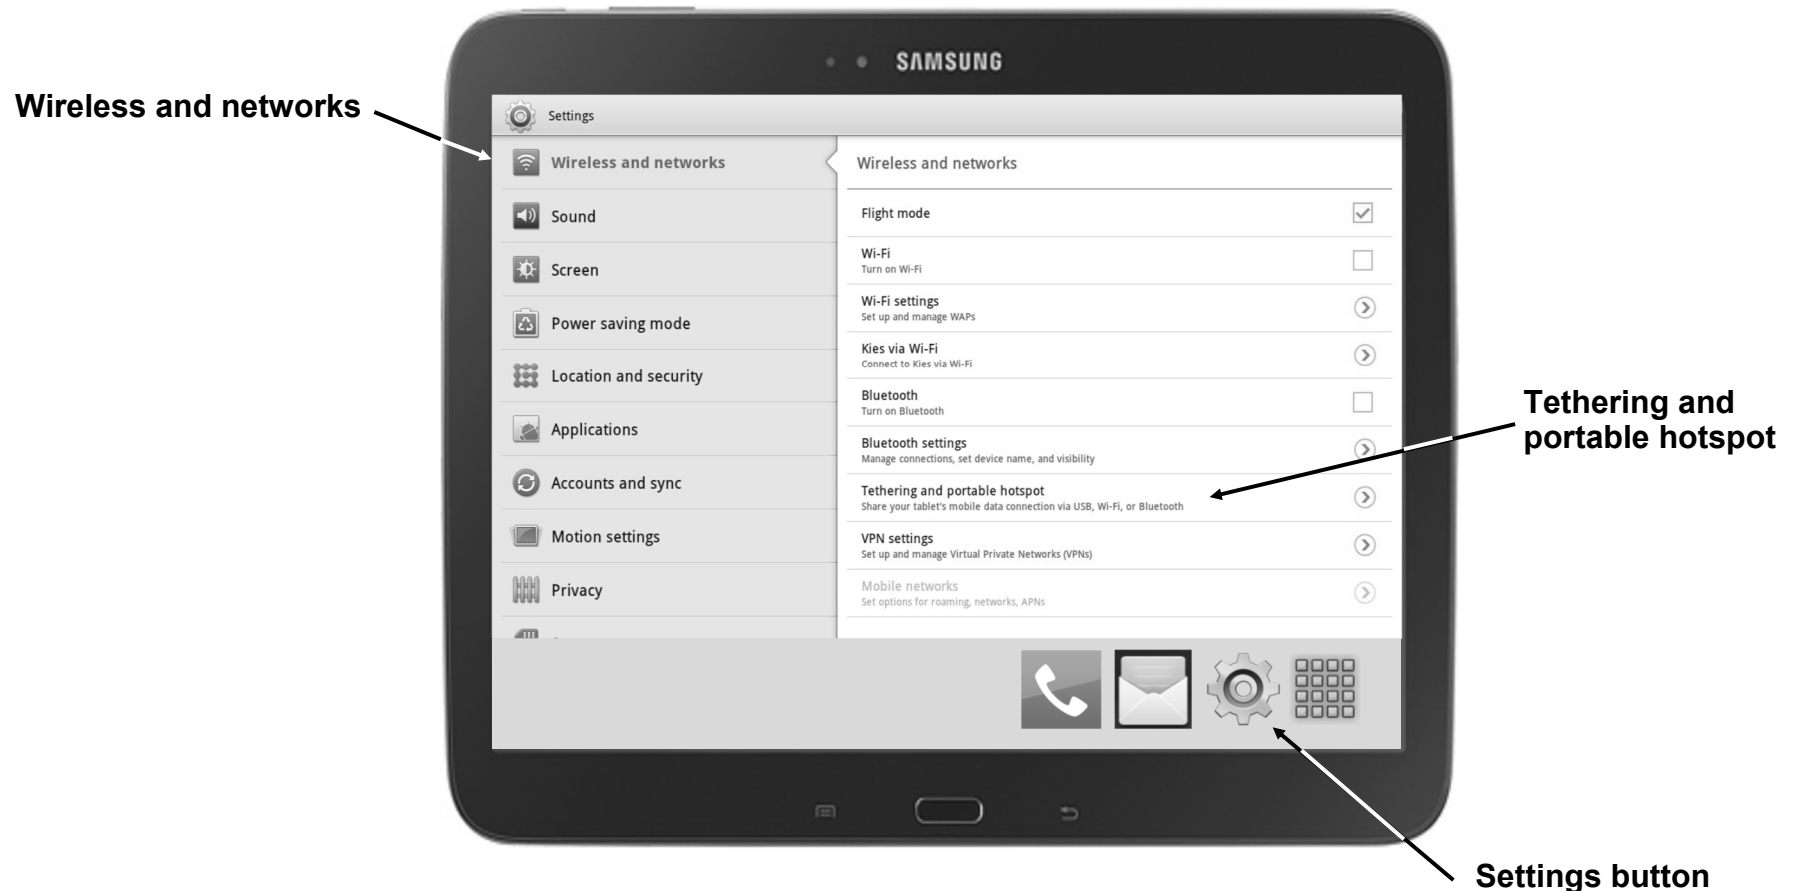 SAMSUNG
Wireless and networks
Settings
Wireless and networks
Sound
Screen
Power saving mode
Location and security
Applications
Accounts and sync
Motion settings
Privacy
Wireless and networks
Flight mode
Wi-Fi
Turn on Wi-Fi
Wi-Fi settings
Set up and manage WAPs
Kies via Wi-Fi
Connect to Kies via Wi-Fi
Bluetooth
Turn on Bluetooth
Bluetooth settings
Manage connections, set device name, and visibility
Tethering and portable hotspot
Share your tablet's mobile data connection via USB, Wi-Fi, or Bluetooth
VPN settings
Set up and manage Virtual Private Networks (VPNs)
Mobile networks
Set options for roaming, networks, APNs
Tethering and
portable hotspot
Settings button